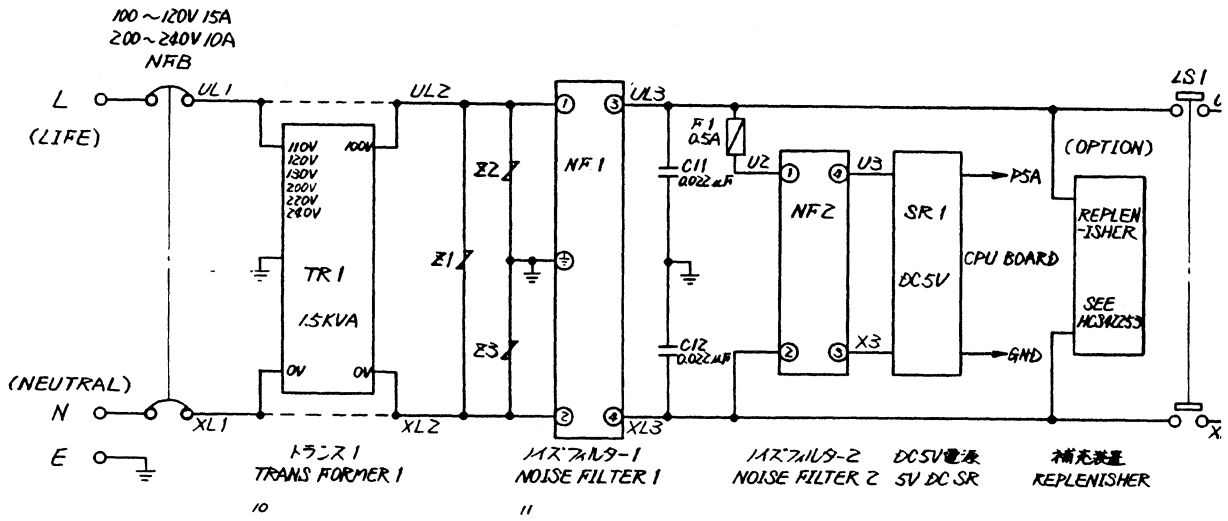 100~120V 15A
200~240V 10A
NFB
L
(LIFE)
UL1
UL2
110V
120V
130V
200V
220V
240V
100V
TR1
1.5KVA
0V
0V
Z1
Z2
Z3
1
3
NF1
2
4
UL3
C11
0.022μF
C12
0.022μF
F1
0.5A
U2
1
4
NF2
2
3
U3
X3
SR1
DC5V
P5A
CPU BOARD
GND
(OPTION)
REPLEN
-ISHER
SEE
LS1
U
(NEUTRAL)
N
XL1
XL2
XL3
X
E
トランス1
TRANS FORMER 1
ノイズフィルター1
NOISE FILTER 1
ノイズフィルター2
NOISE FILTER 2
DC5V電源
5V DC SR
補充装置
REPLENISHER
10
11